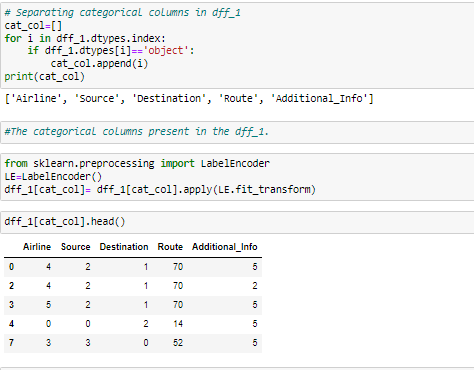 # Separating categorical columns in dff_1
cat_col=[]
for i in dff_1.dtypes.index:
    if dff_1.dtypes[i]=='object':
        cat_col.append(i)
print(cat_col)
['Airline', 'Source', 'Destination', 'Route', 'Additional_Info']
#The categorical columns present in the dff_1.
from sklearn.preprocessing import LabelEncoder
LE=LabelEncoder()
dff_1[cat_col]= dff_1[cat_col].apply(LE.fit_transform)
dff_1[cat_col].head()
Airline Source Destination Route Additional_Info
0 4 2 1 70 5
2 4 2 1 70 2
3 5 2 1 70 5
4 0 0 2 14 5
7 3 3 0 52 5